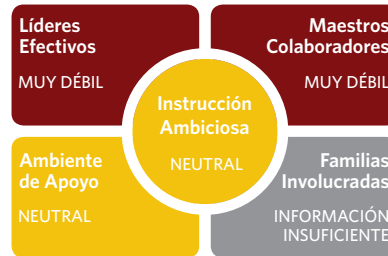 Líderes
Efectivos
MUY DÉBIL
Maestros
Colaboradores
MUY DÉBIL
Instrucción
Ambiciosa
NEUTRAL
Ambiente
de Apoyo
NEUTRAL
Familias
Involucradas
INFORMACIÓN
INSUFICIENTE